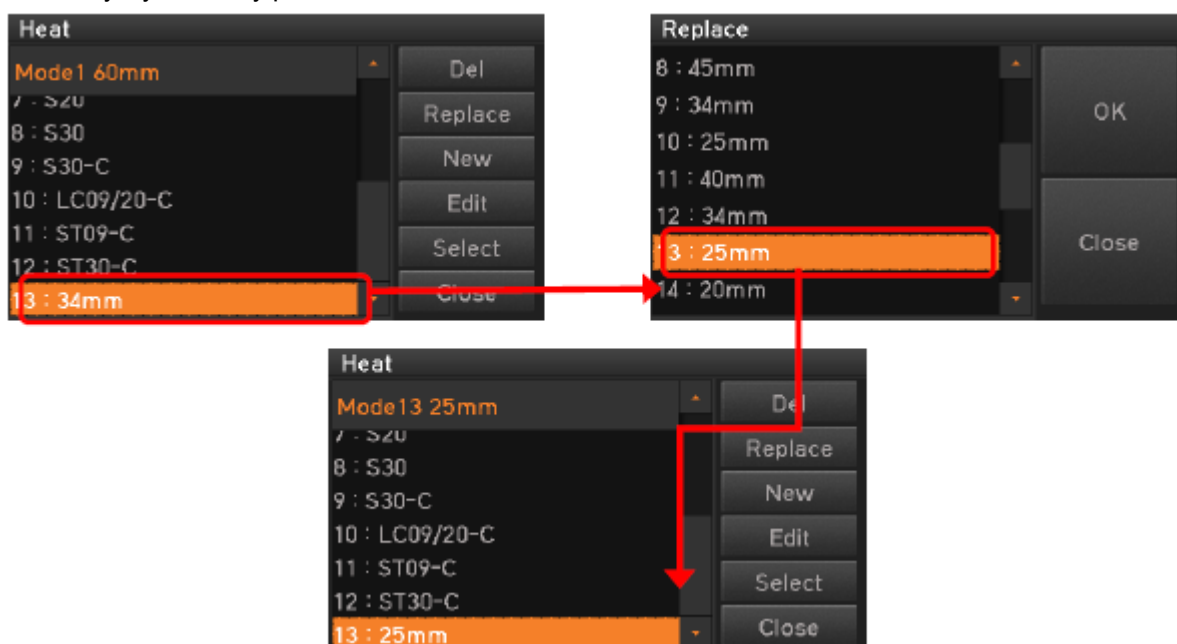 Heat
Mode1 60mm
7 : S20
8 : S30
9 : S30-C
10 : LC09/20-C
11 : ST09-C
12 : ST30-C
13 : 34mm
Del
Replace
New
Edit
Select
Close
Replace
8 : 45mm
9 : 34mm
10 : 25mm
11 : 40mm
12 : 34mm
13 : 25mm
14 : 20mm
OK
Close
Heat
Mode13 25mm
7 : S20
8 : S30
9 : S30-C
10 : LC09/20-C
11 : ST09-C
12 : ST30-C
13 : 25mm
Del
Replace
New
Edit
Select
Close